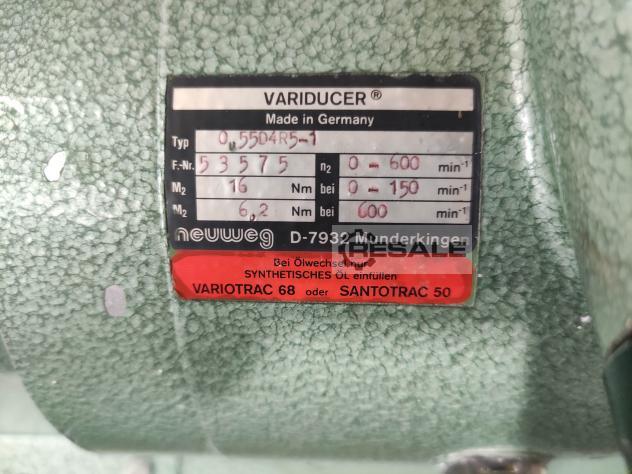 VARIDUCER®
Made in Germany
Typ 0,55D4R5-1
F.-Nr. 53575 n₂ 0-600 min⁻¹
M₂ 16 Nm bei 0-150 min⁻¹
M₂ 6,2 Nm bei 600 min⁻¹
neuweg D-7932 Munderkingen
RESALE
Bei Ölwechsel nur
SYNTHETISCHES ÖL einfüllen
VARIOTRAC 68 oder SANTOTRAC 50